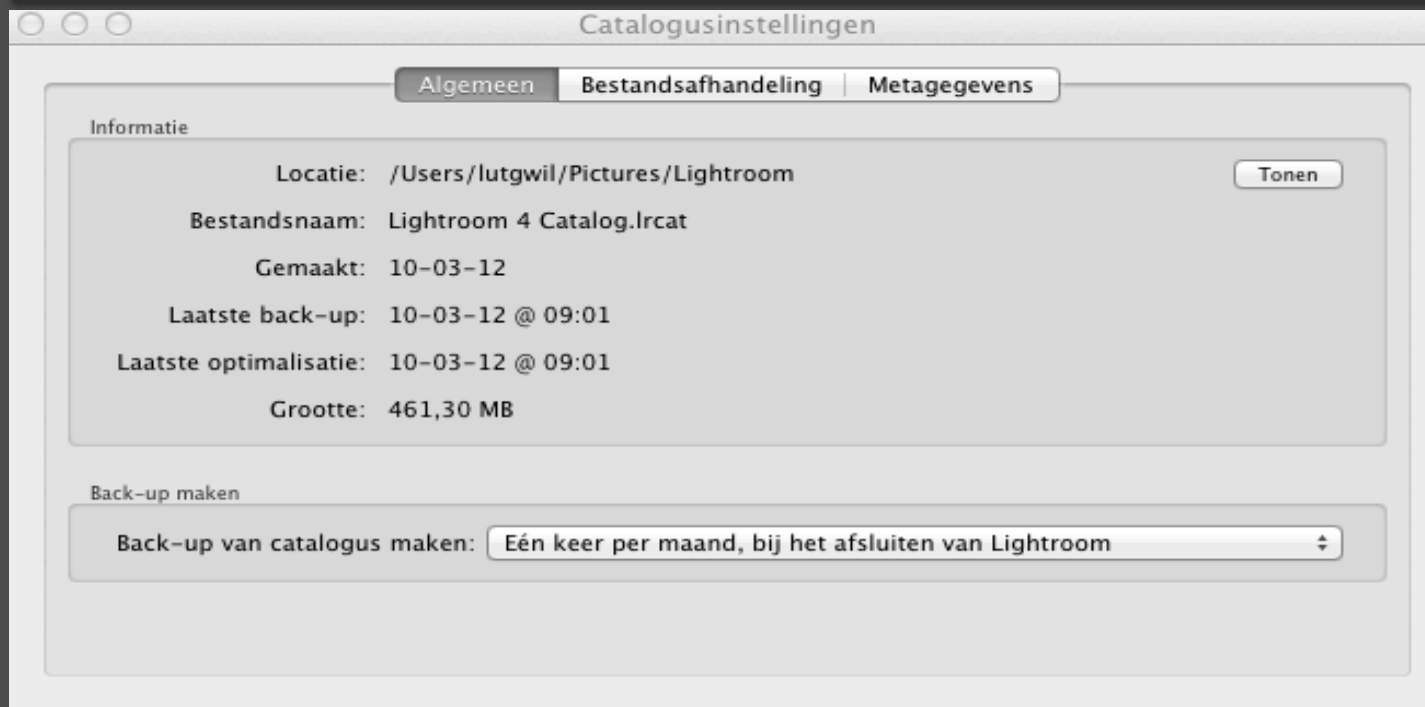 Catalogusinstellingen
Algemeen Bestandsafhandeling Metagegevens
Informatie
Locatie: /Users/lutgwil/Pictures/Lightroom Tonen
Bestandsnaam: Lightroom 4 Catalog.lrcat
Gemaakt: 10-03-12
Laatste back-up: 10-03-12 @ 09:01
Laatste optimalisatie: 10-03-12 @ 09:01
Grootte: 461,30 MB
Back-up maken
Back-up van catalogus maken: Eén keer per maand, bij het afsluiten van Lightroom